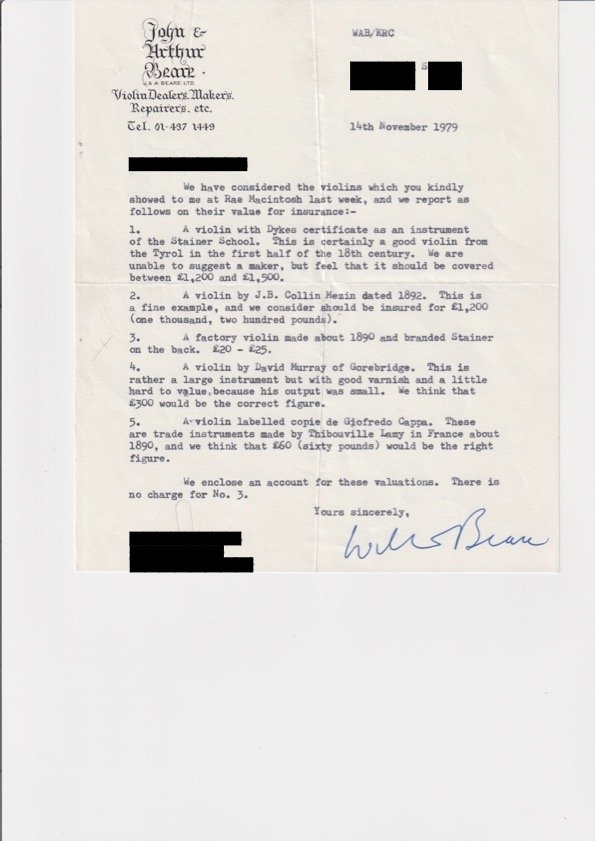 John &
Arthur
Beare.
J & A BEARE LTD
Violin Dealers, Makers,
Repairers, etc.
Tel. 01-437 1449
WAB/KRC
S
14th November 1979
We have considered the violins which you kindly
showed to me at Rae Macintosh last week, and we report as
follows on their value for insurance:-
1. A violin with Dykes certificate as an instrument
of the Stainer School. This is certainly a good violin from
the Tyrol in the first half of the 18th century. We are
unable to suggest a maker, but feel that it should be covered
between £1,200 and £1,500.
2. A violin by J.B. Collin Mezin dated 1892. This is
a fine example, and we consider should be insured for £1,200
(one thousand, two hundred pounds).
3. A factory violin made about 1890 and branded Stainer
on the back. £20 - £25.
4. A violin by David Murray of Gorebridge. This is
rather a large instrument but with good varnish and a little
hard to value,because his output was small. We think that
£300 would be the correct figure.
5. A violin labelled copie de Giofredo Cappa. These
are trade instruments made by Thibouville Lamy in France about
1890, and we think that £60 (sixty pounds) would be the right
figure.
We enclose an account for these valuations. There is
no charge for No. 3.
Yours sincerely,